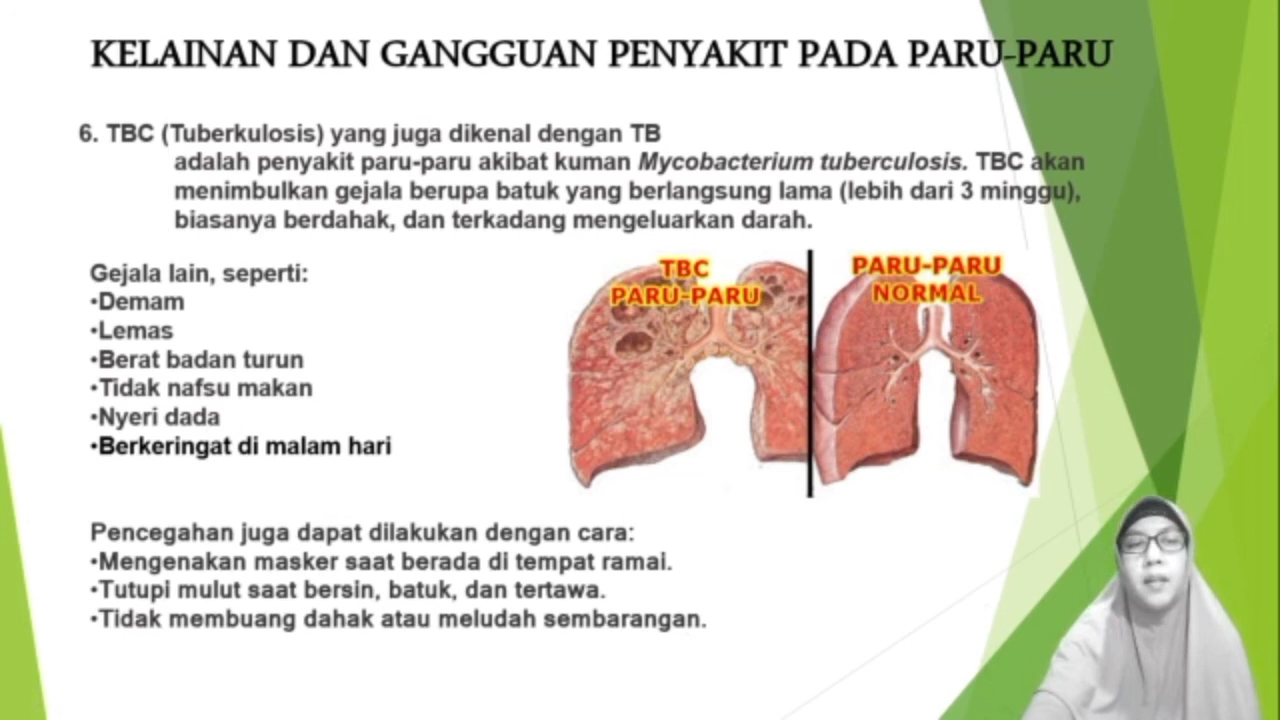 KELAINAN DAN GANGGUAN PENYAKIT PADA PARU-PARU
6. TBC (Tuberkulosis) yang juga dikenal dengan TB
adalah penyakit paru-paru akibat kuman Mycobacterium tuberculosis. TBC akan
menimbulkan gejala berupa batuk yang berlangsung lama (lebih dari 3 minggu),
biasanya berdahak, dan terkadang mengeluarkan darah.
Gejala lain, seperti:
•Demam
•Lemas
•Berat badan turun
•Tidak nafsu makan
•Nyeri dada
•Berkeringat di malam hari
TBC
PARU-PARU
PARU-PARU
NORMAL
Pencegahan juga dapat dilakukan dengan cara:
•Mengenakan masker saat berada di tempat ramai.
•Tutupi mulut saat bersin, batuk, dan tertawa.
•Tidak membuang dahak atau meludah sembarangan.